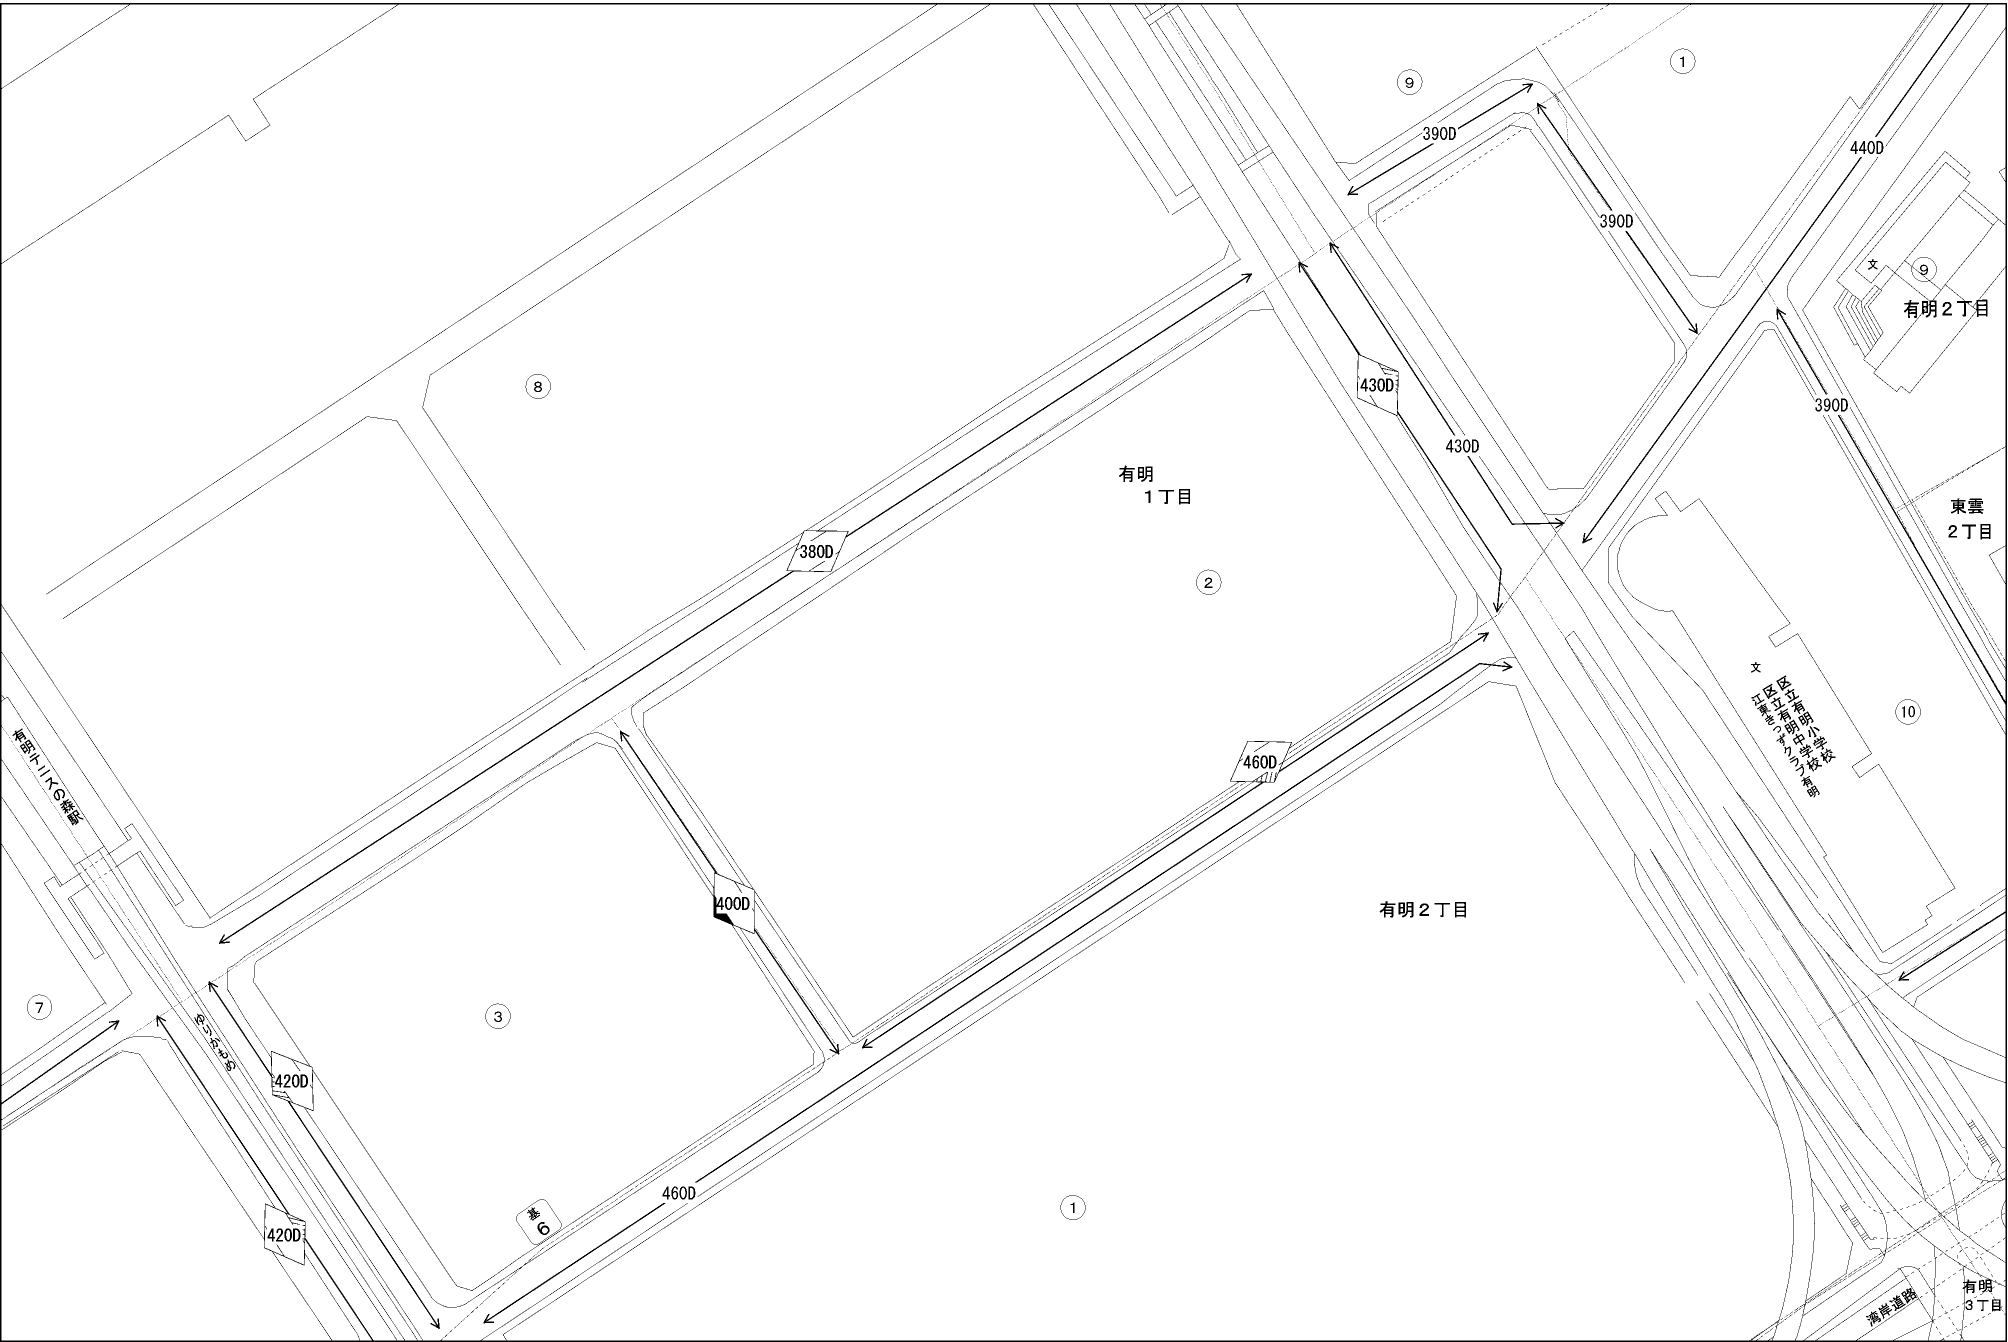 1
9
390D
440D
390D
文
9
有明２丁目
8
430D
390D
430D
有明
１丁目
東雲
２丁目
380D
2
文
区立有明小学校
区立有明中学校
江東きっずクラブ有明
10
有明テニスの森駅
460D
400D
有明２丁目
7
3
ゆりかもめ
420D
460D
基
6
1
420D
有明
３丁目
湾岸道路